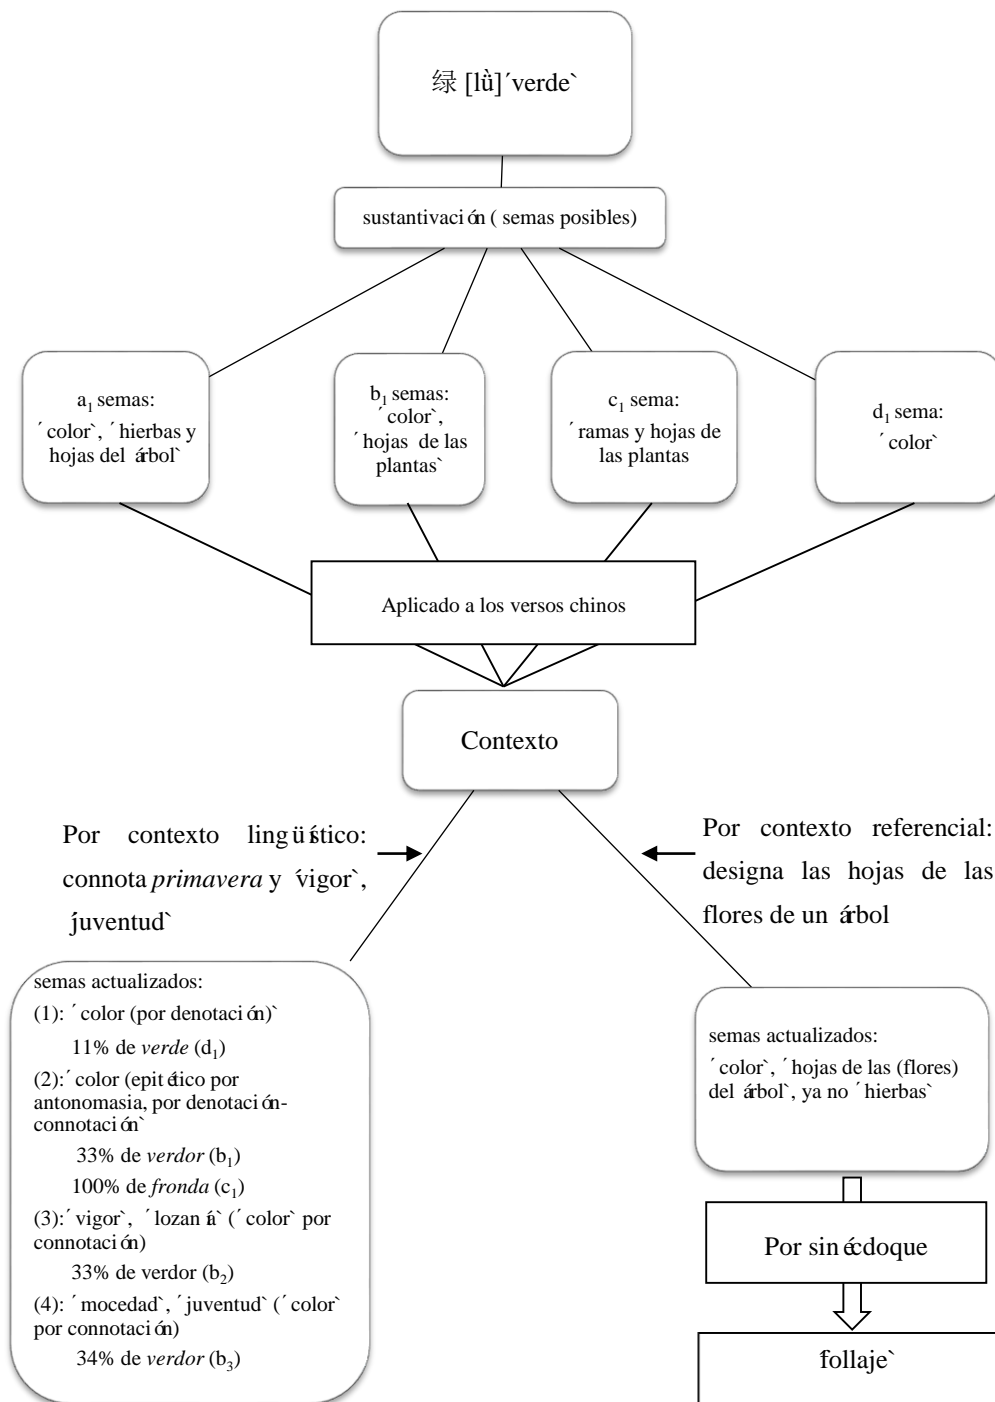 绿 [lǜ]´verde`
sustantivación ( semas posibles)
a₁ semas:
´color`, ´hierbas y
hojas del árbol`
b₁ semas:
´color`,
´hojas de las
plantas`
c₁ sema:
´ramas y hojas de
las plantas
d₁ sema:
´color`
Aplicado a los versos chinos
Contexto
Por contexto lingüístico:
connota primavera y ´vigor`,
´juventud`
Por contexto referencial:
designa las hojas de las
flores de un árbol
semas actualizados:
(1): ´color (por denotación)`
11% de verde (d₁)
(2):´color (epitético por
antonomasia, por denotación-
connotación`
33% de verdor (b₁)
100% de fronda (c₁)
(3):´vigor`, ´lozanía` (´color` por
connotación)
33% de verdor (b₂)
(4): ´mocedad`, ´juventud` (´color`
por connotación)
34% de verdor (b₃)
semas actualizados:
´color`, ´hojas de las (flores)
del árbol`, ya no ´hierbas`
Por sinécdoque
´follaje`